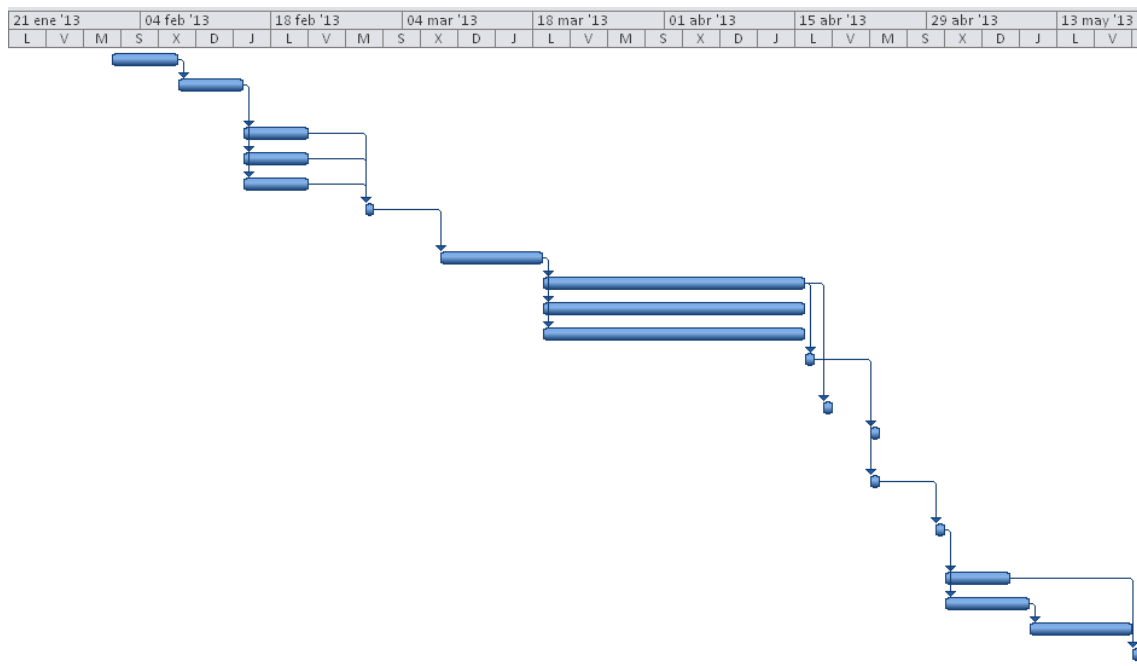 21 ene '13 04 feb '13 18 feb '13 04 mar '13 18 mar '13 01 abr '13 15 abr '13 29 abr '13 13 may '13
L V M S X D J L V M S X D J L V M S X D J L V M S X D J L V